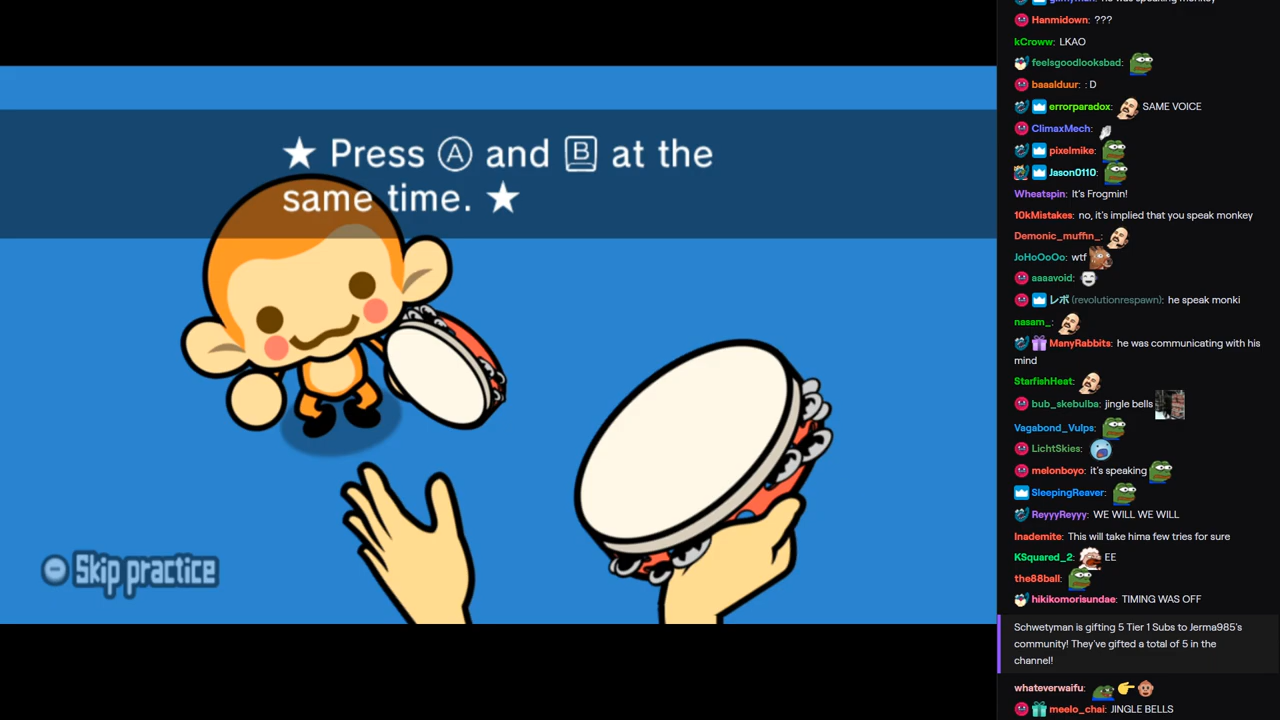 ★ Press Ⓐ and B at the
same time. ★
Skip practice
Hanmidown: ???
kCroww: LKAO
feelsgoodlooksbad:
baaalduur: : D
errorparadox: SAME VOICE
ClimaxMech:
pixelmike:
Jason0110:
Wheatspin: It's Frogmin!
10kMistakes: no, it's implied that you speak monkey
Demonic_muffin_:
JoHoOoOo: wtf
aaaavoid:
レポ (revolutionrespawn): he speak monki
nasam_:
ManyRabbits: he was communicating with his
mind
StarfishHeat:
bub_skebulba: jingle bells
Vagabond_Vulps:
LichtSkies:
melonboyo: it's speaking
SleepingReaver:
ReyyyReyyy: WE WILL WE WILL
Inademite: This will take hima few tries for sure
KSquared_2: EE
the88ball:
hikikomorisundae: TIMING WAS OFF
Schwetyman is gifting 5 Tier 1 Subs to Jerma985's
community! They've gifted a total of 5 in the
channel!
whateverwaifu:
meelo_chai: JINGLE BELLS